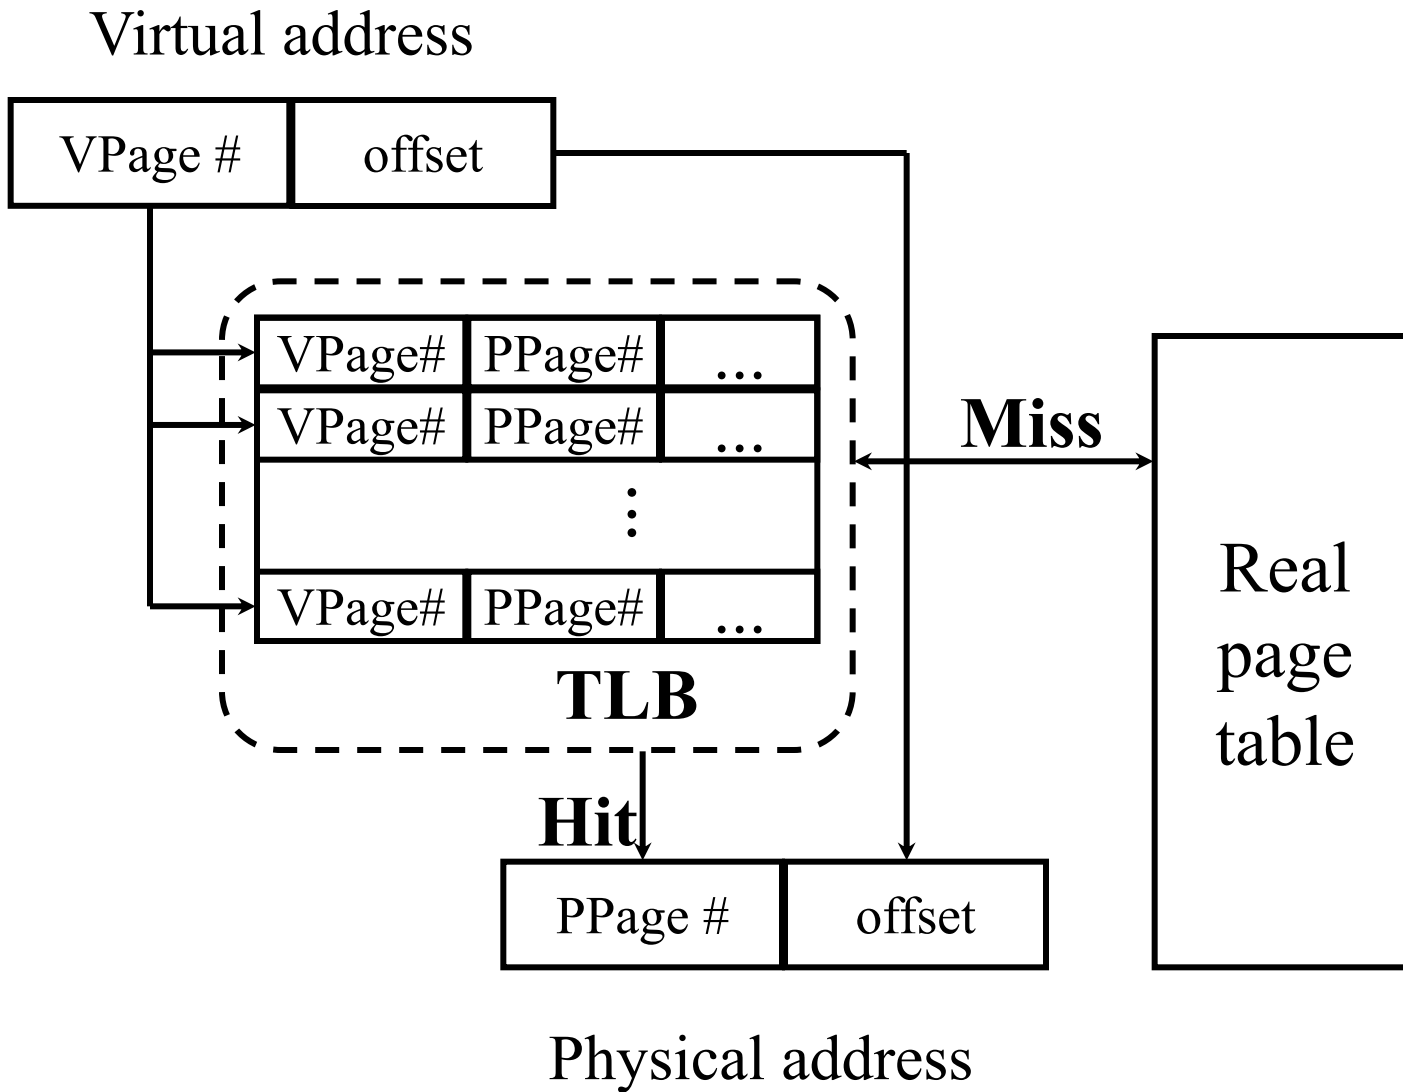 Virtual address
VPage # offset
VPage# PPage# ...
VPage# PPage# ...
Miss
⋮
Real
page
table
VPage# PPage# ...
TLB
Hit
PPage # offset
Physical address